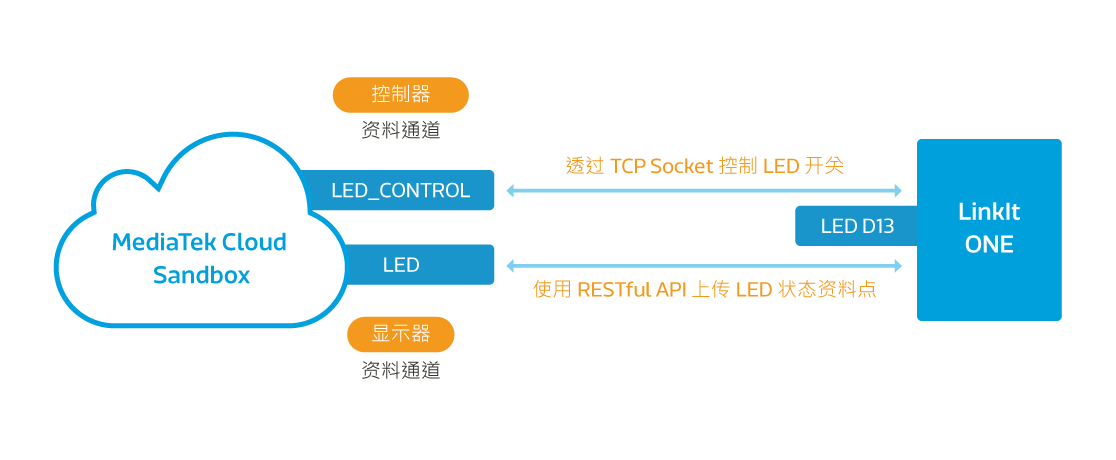 控制器
资料通道
透过 TCP Socket 控制 LED 开尖
LED_CONTROL
LinkIt
ONE
LED D13
MediaTek Cloud
Sandbox
LED
使用 RESTful API 上传 LED 状态资料点
显示器
资料通道